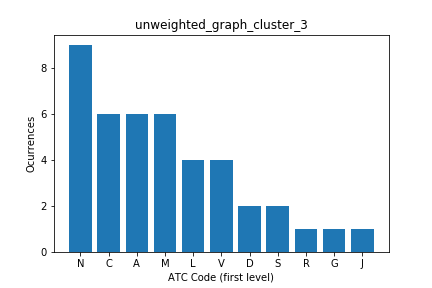 unweighted_graph_cluster_3
8
6
4
2
0
Ocurrences
N C A M L V D S R G J
ATC Code (first level)